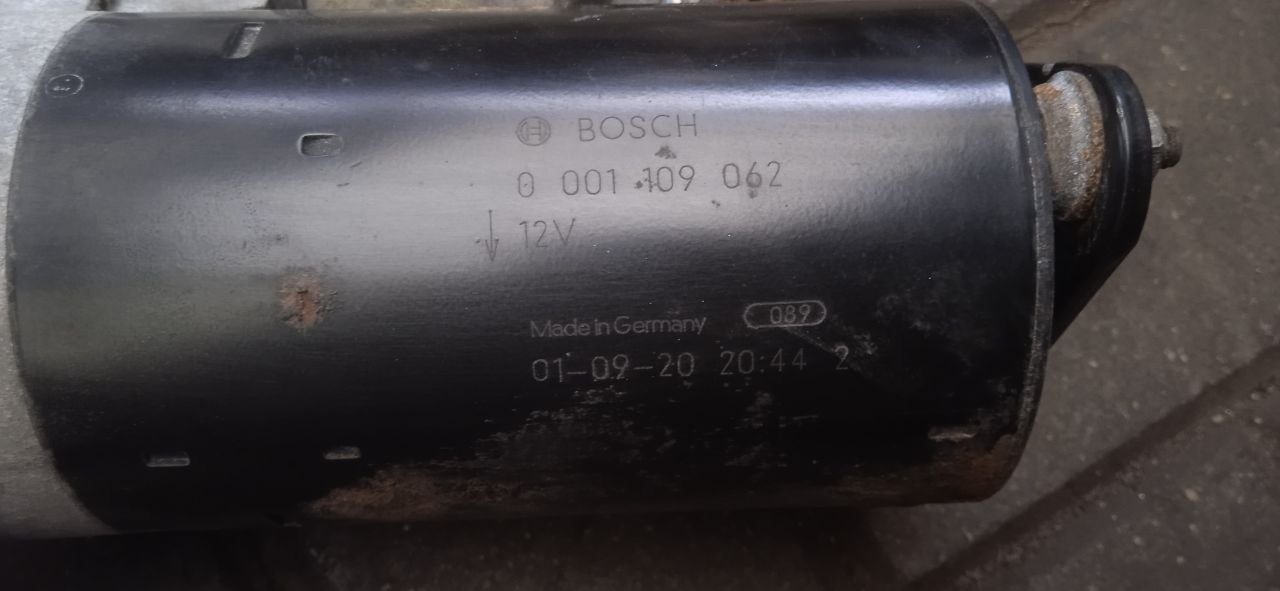 BOSCH
0 001 109 062
12V
Made in Germany 089
01-09-20 20:44 2